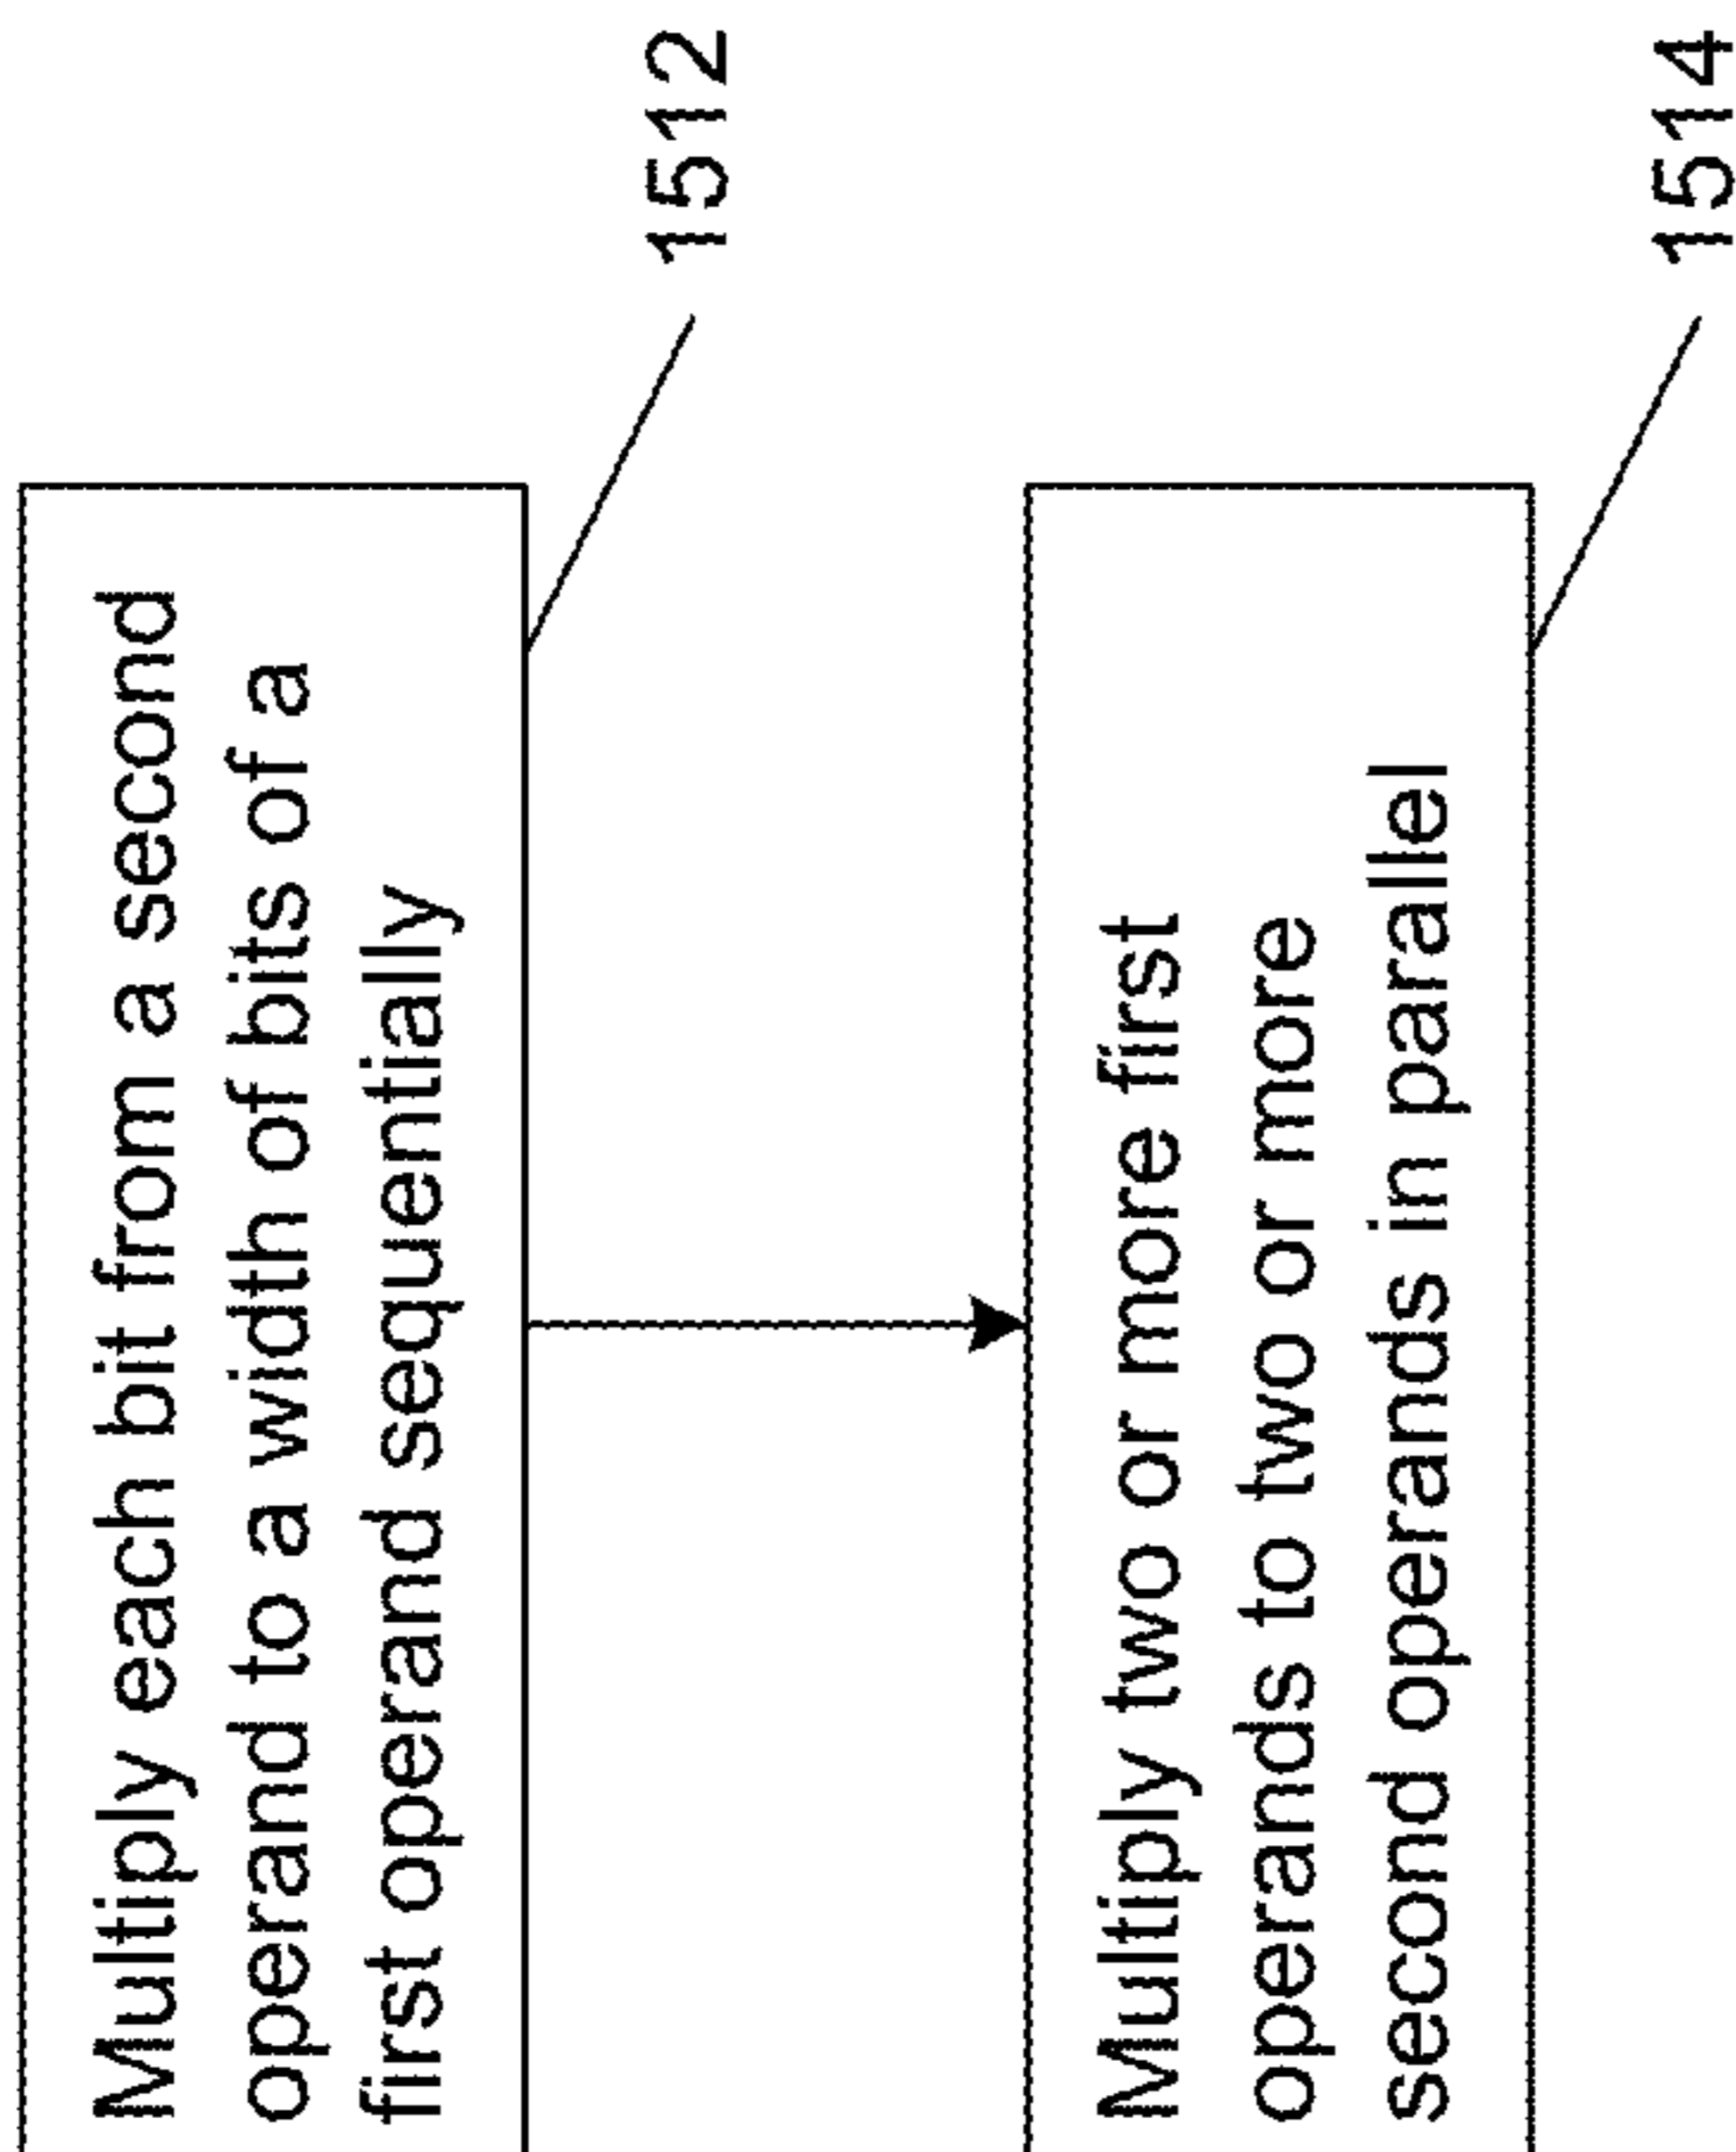 Multiply each bit from a second
operand to a width of bits of a
first operand sequentially
1512
Multiply two or more first
operands to two or more
second operands in parallel
1514